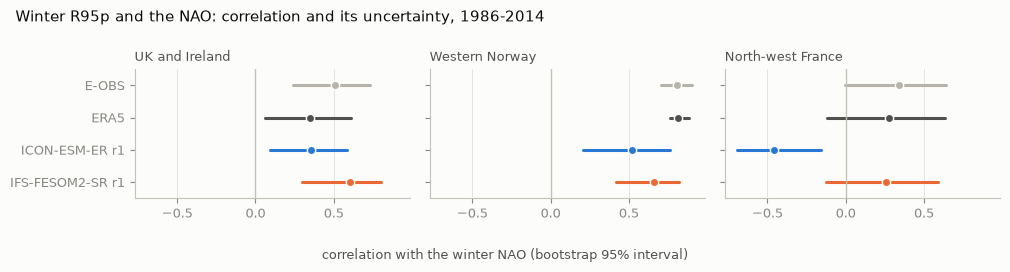 Winter R95p and the NAO: correlation and its uncertainty, 1986-2014
UK and Ireland
Western Norway
North-west France
E-OBS
ERA5
ICON-ESM-ER r1
IFS-FESOM2-SR r1
−0.5 0.0 0.5
−0.5 0.0 0.5
−0.5 0.0 0.5
correlation with the winter NAO (bootstrap 95% interval)